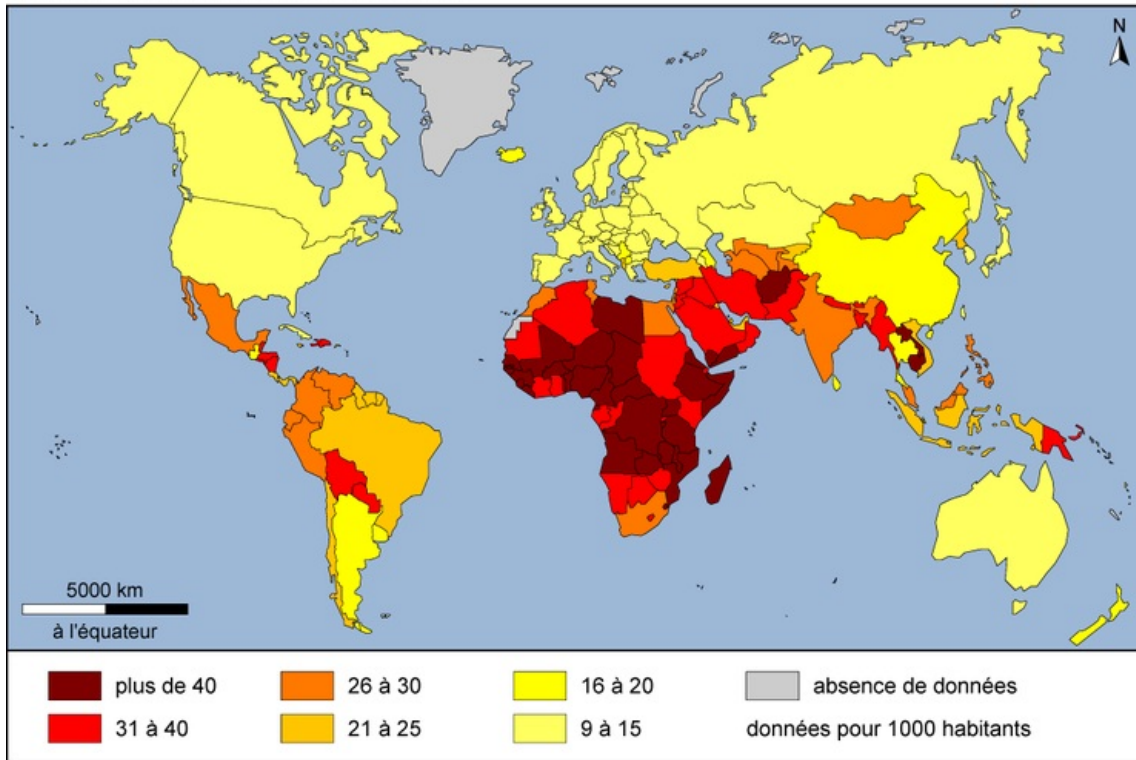 N
5000 km
à l'équateur
plus de 40
26 à 30
16 à 20
absence de données
31 à 40
21 à 25
9 à 15
données pour 1000 habitants